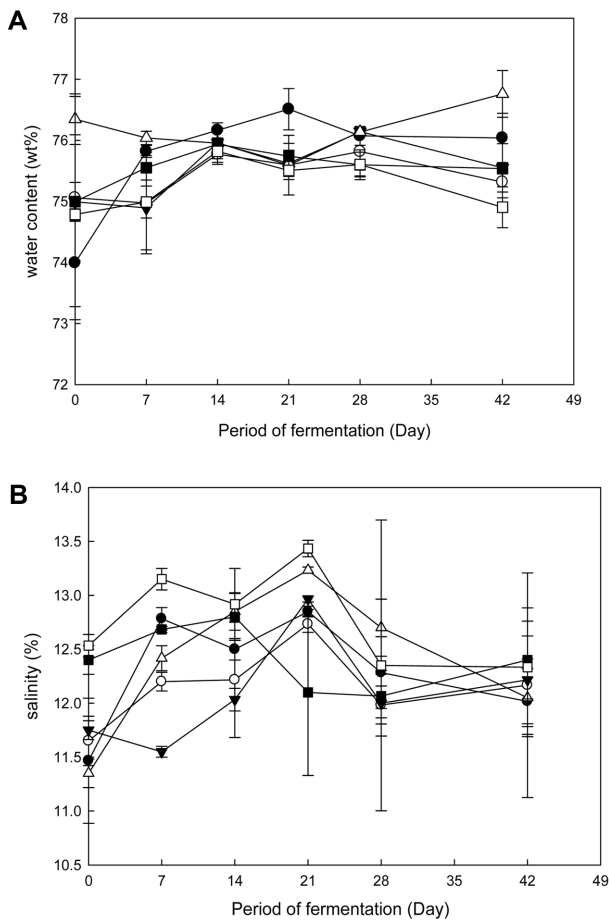 A
78
77
76
75
74
73
72
water content (wt%)
0 7 14 21 28 35 42 49
Period of fermentation (Day)
B
14.0
13.5
13.0
12.5
12.0
11.5
11.0
10.5
salinity (%)
0 7 14 21 28 35 42 49
Period of fermentation (Day)